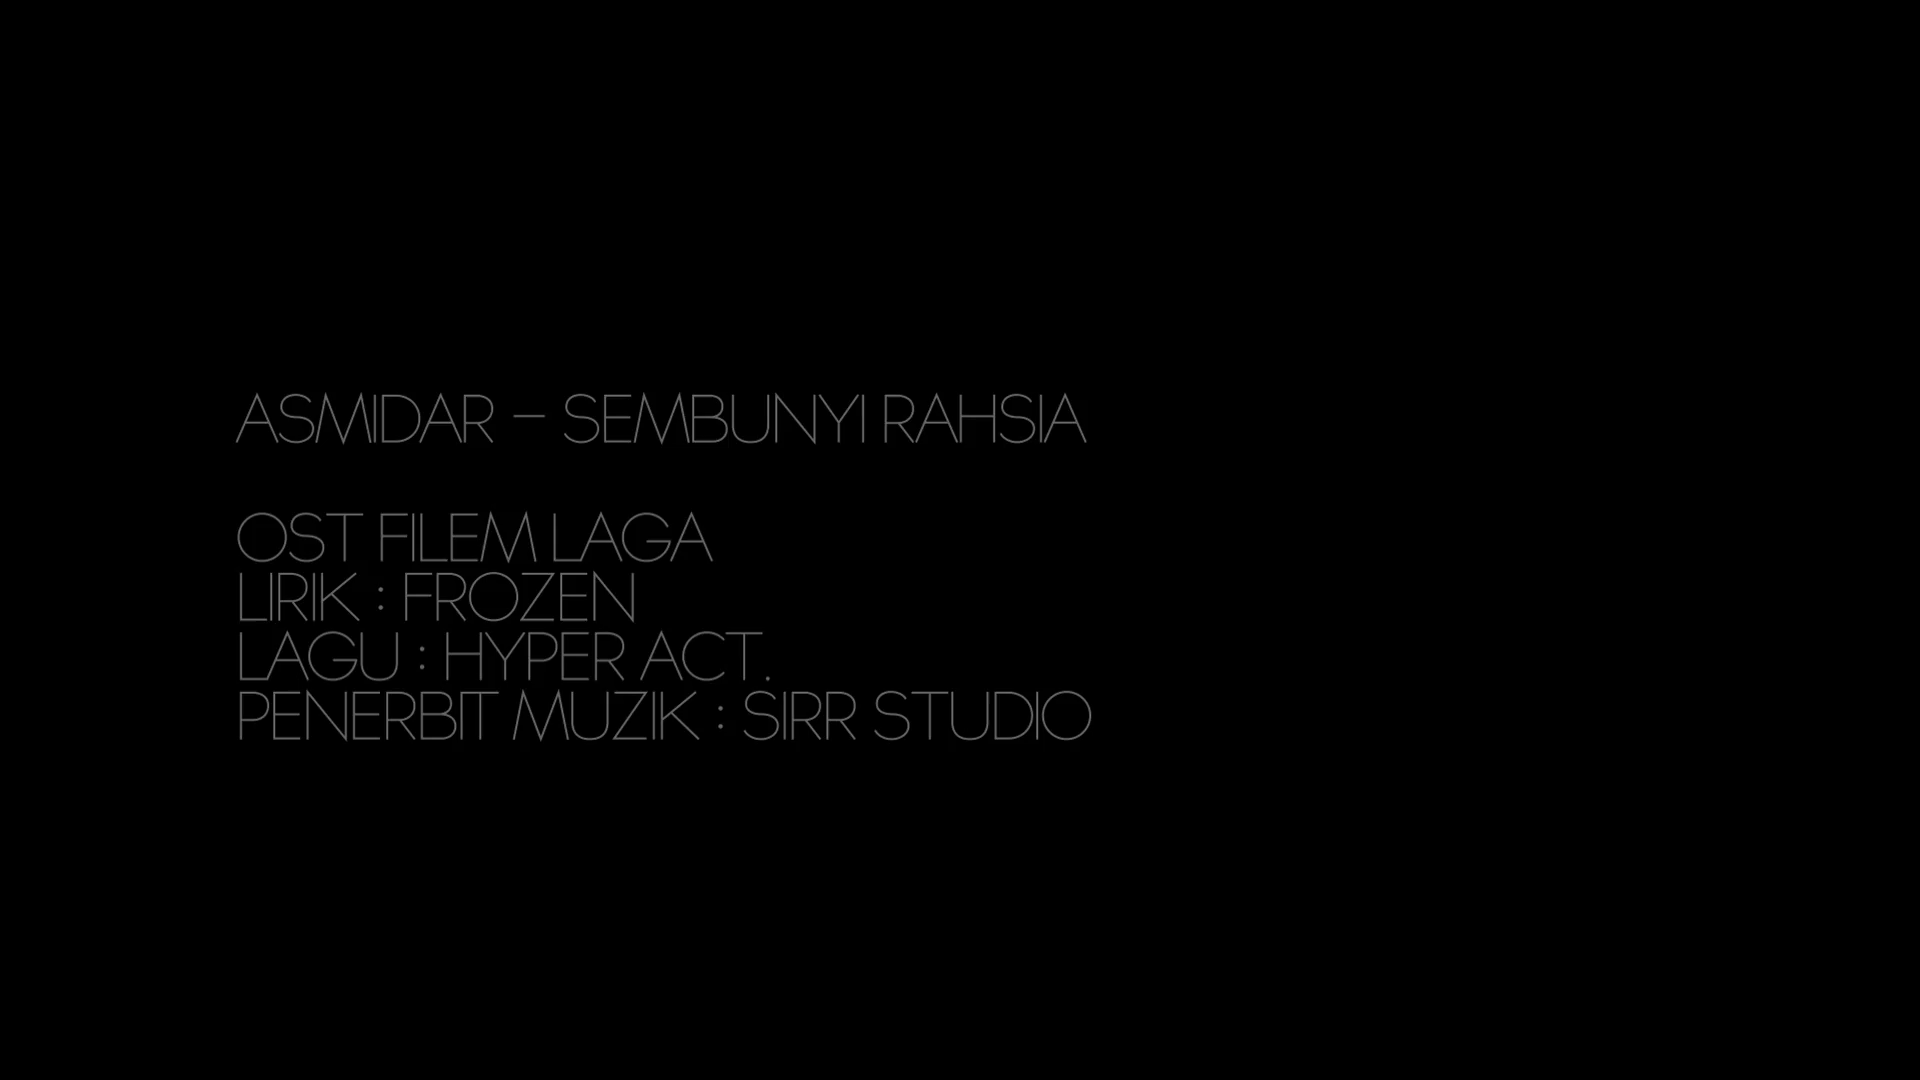 ASMIDAR – SEMBUNYI RAHSIA
OST FILEM LAGA
LIRIK : FROZEN
LAGU : HYPER ACT.
PENERBIT MUZIK : SIRR STUDIO